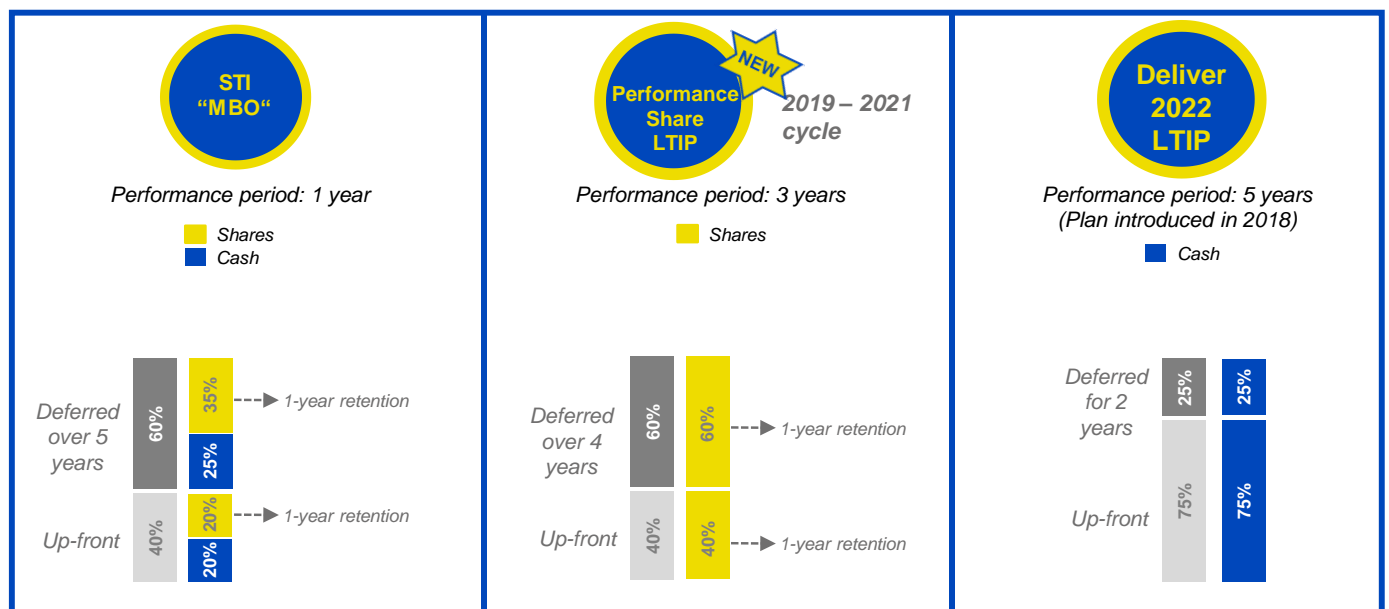 STI
“MBO“
Performance period: 1 year
Shares
Cash
Deferred
over 5
years
60%
35%
25%
1-year retention
Up-front
40%
20%
20%
1-year retention
Performance
Share
LTIP
NEW
2019 – 2021
cycle
Performance period: 3 years
Shares
Deferred
over 4
years
60%
60%
1-year retention
Up-front
40%
40%
1-year retention
Deliver
2022
LTIP
Performance period: 5 years
(Plan introduced in 2018)
Cash
Deferred
for 2
years
25%
25%
Up-front
75%
75%